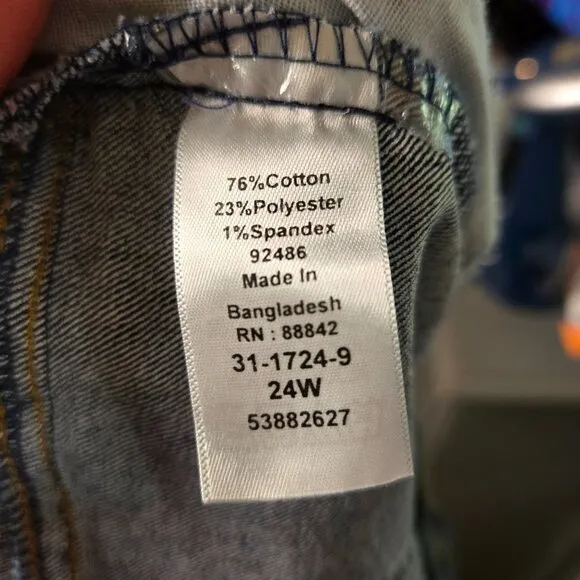 76%Cotton
23%Polyester
1%Spandex
92486
Made In
Bangladesh
RN : 88842
31-1724-9
24W
53882627